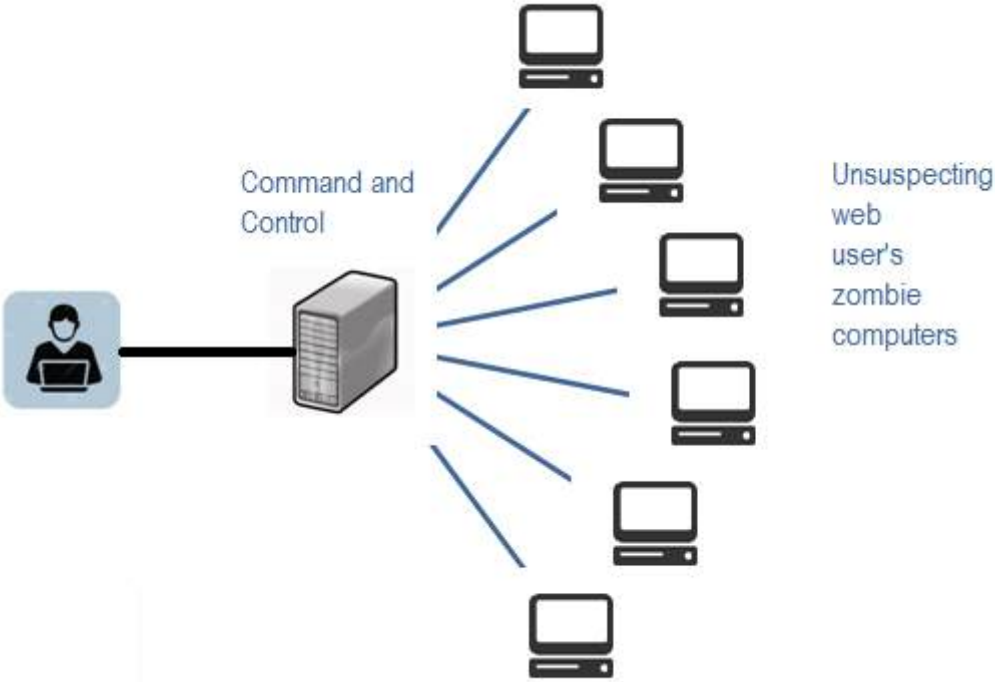 Command and
Control
Unsuspecting
web
user's
zombie
computers